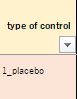 type of control
1_placebo